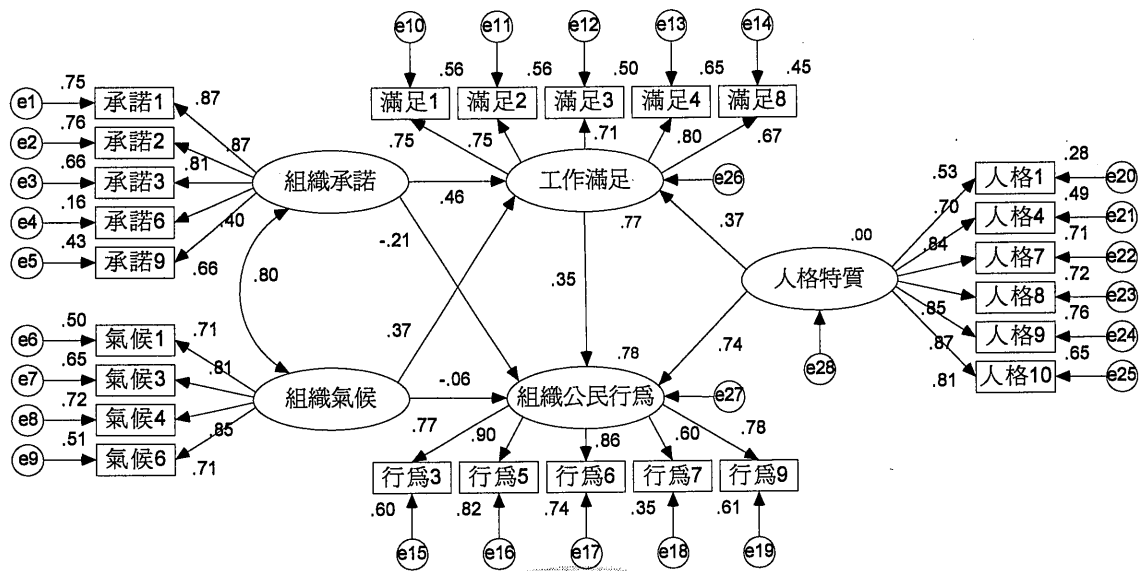 e10 e11 e12 e13 e14
.56 .56 .50 .65 .45
滿足1 滿足2 滿足3 滿足4 滿足8
.75 .75 .71 .80 .67
e1 .75 承諾1 .87
e2 .76 承諾2 .87
e3 .66 承諾3 .81
e4 .16 承諾6 .40
e5 .43 承諾9 .66
組織承諾
.46
工作滿足
.77
e26
-.21
.80
.37
.35
.37
.74
人格特質
.00
e28
.53 人格1 .28 e20
.70 人格4 .49 e21
.84 人格7 .71 e22
.85 人格8 .72 e23
.87 人格9 .76 e24
.81 人格10 .65 e25
e6 .50 氣候1 .71
e7 .65 氣候3 .81
e8 .72 氣候4 .85
e9 .51 氣候6 .71
組織氣候
-.06
組織公民行為
.78
e27
.77 .90 .86 .60 .78
行為3 行為5 行為6 行為7 行為9
.60 .82 .74 .35 .61
e15 e16 e17 e18 e19